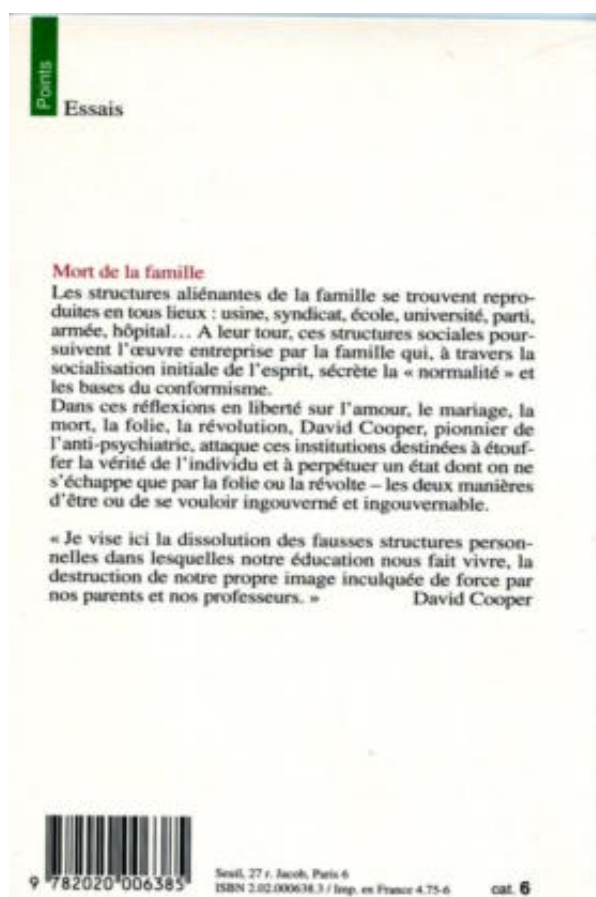 Points
Essais
Mort de la famille
Les structures aliénantes de la famille se trouvent repro-
duites en tous lieux : usine, syndicat, école, université, parti,
armée, hôpital… A leur tour, ces structures sociales pour-
suivent l'œuvre entreprise par la famille qui, à travers la
socialisation initiale de l'esprit, sécrète la « normalité » et
les bases du conformisme.
Dans ces réflexions en liberté sur l'amour, le mariage, la
mort, la folie, la révolution, David Cooper, pionnier de
l'anti-psychiatrie, attaque ces institutions destinées à étouf-
fer la vérité de l'individu et à perpétuer un état dont on ne
s'échappe que par la folie ou la révolte – les deux manières
d'être ou de se vouloir ingouverné et ingouvernable.
« Je vise ici la dissolution des fausses structures person-
nelles dans lesquelles notre éducation nous fait vivre, la
destruction de notre propre image inculquée de force par
nos parents et nos professeurs. » David Cooper
9 782020 006385
Seuil, 27 r. Jacob, Paris 6
ISBN 2.02.000638.3 / Imp. en France 4.75-6
cat. 6